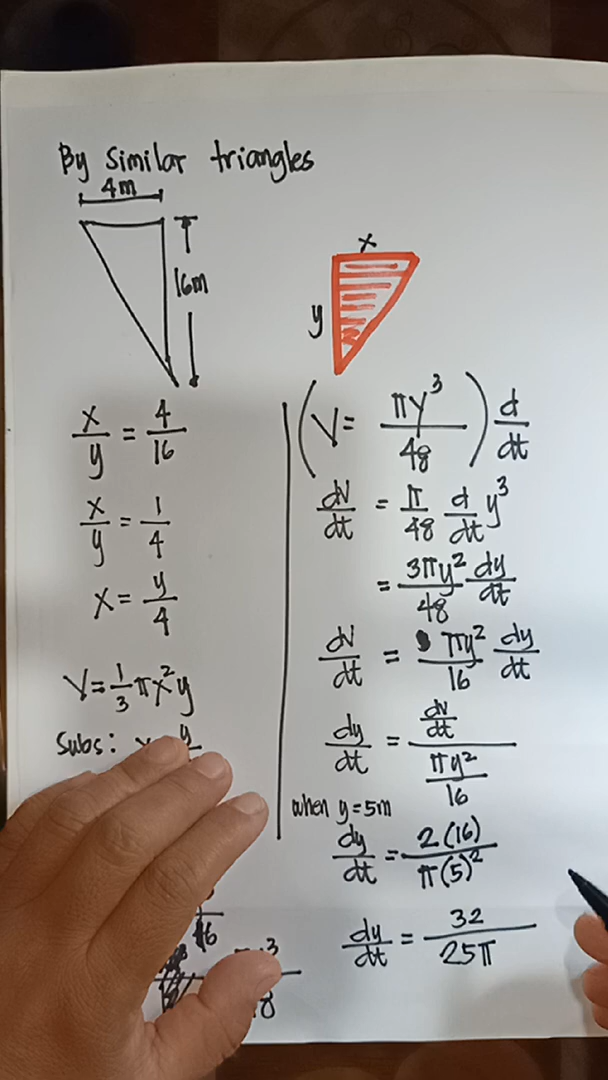 By Similar triangles
4m
16m
x
y
x/y = 4/16
x/y = 1/4
x = y/4
V = 1/3 πx²y
Subs:
(V = πy³/48) d/dt
dV/dt = π/48 d/dt y³
= 3πy²/48 dy/dt
dV/dt = πy²/16 dy/dt
dy/dt = dv/dt / πy²/16
when y = 5m
dy/dt = 2(16)/π(5)²
dy/dt = 32/25π